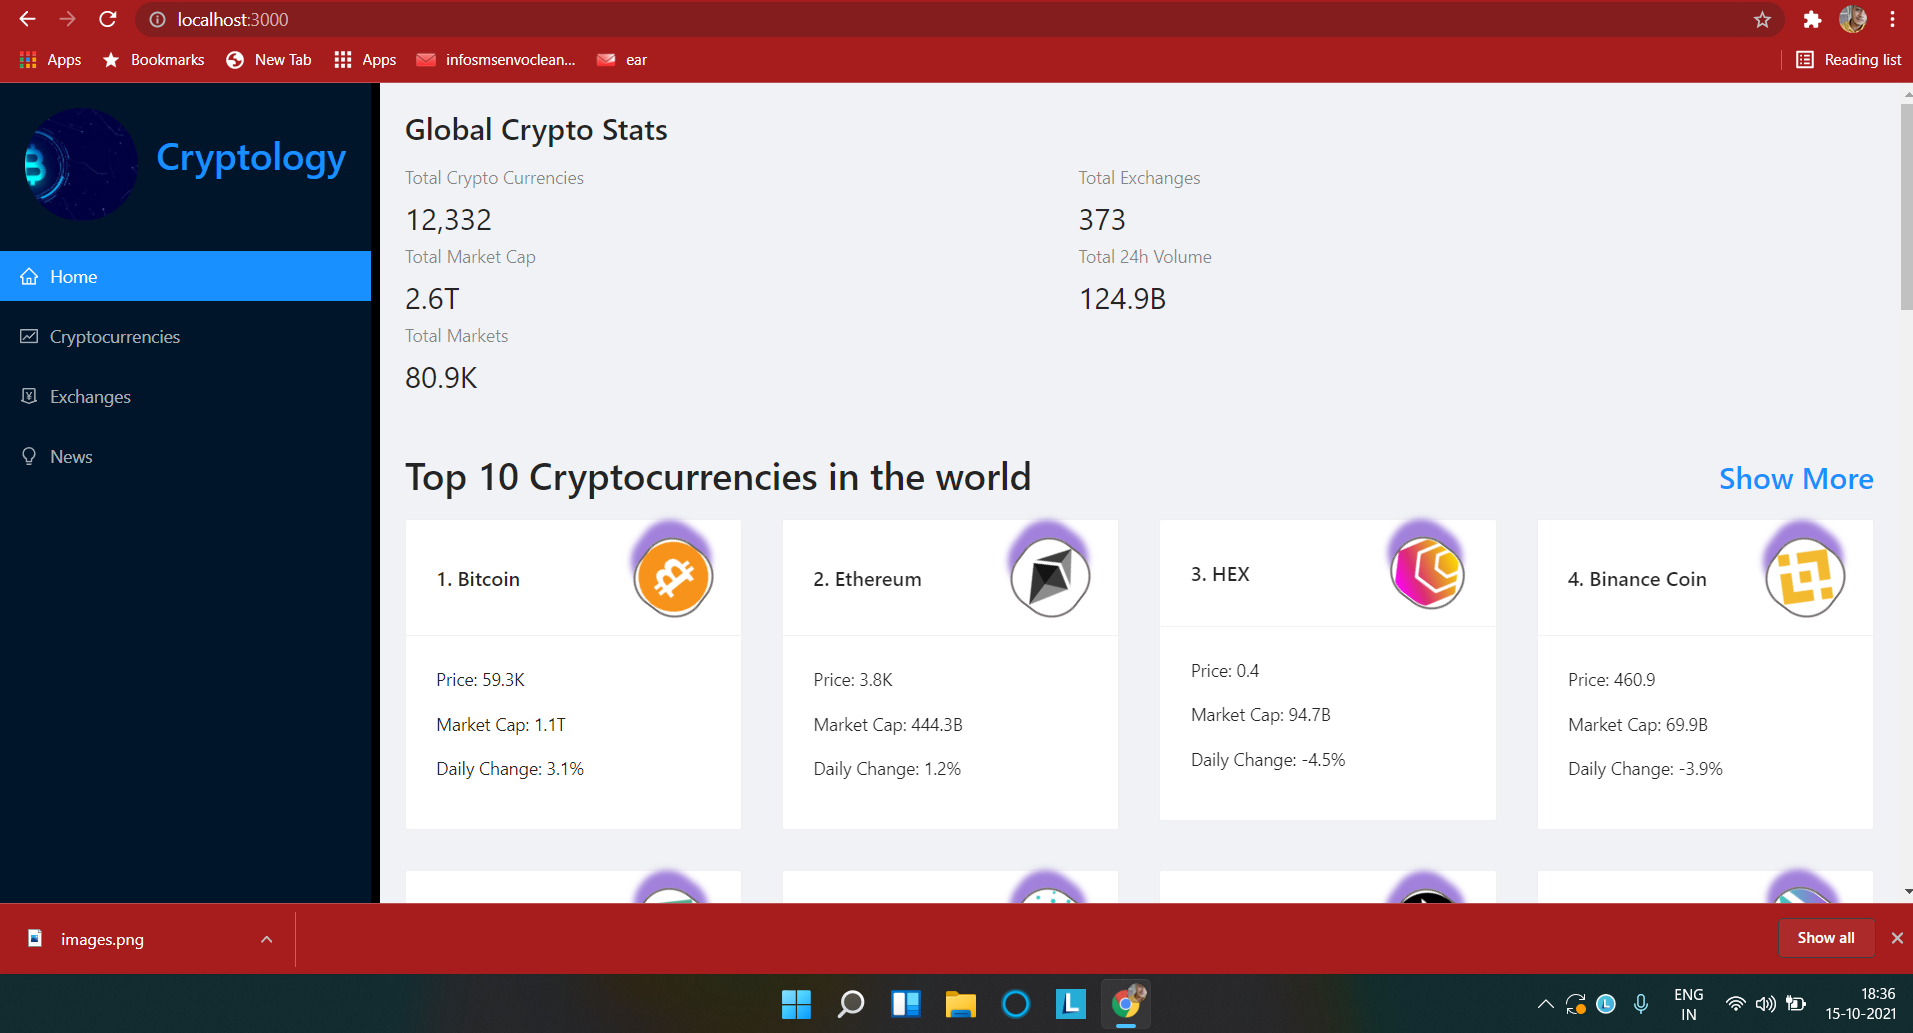 localhost:3000
Apps
Bookmarks
New Tab
Apps
infosmsenvoclean...
ear
Reading list
Cryptology
Home
Cryptocurrencies
Exchanges
News
Global Crypto Stats
Total Crypto Currencies
12,332
Total Exchanges
373
Total Market Cap
2.6T
Total 24h Volume
124.9B
Total Markets
80.9K
Top 10 Cryptocurrencies in the world
Show More
1. Bitcoin
Price: 59.3K
Market Cap: 1.1T
Daily Change: 3.1%
2. Ethereum
Price: 3.8K
Market Cap: 444.3B
Daily Change: 1.2%
3. HEX
Price: 0.4
Market Cap: 94.7B
Daily Change: -4.5%
4. Binance Coin
Price: 460.9
Market Cap: 69.9B
Daily Change: -3.9%
images.png
Show all
L
L
ENG
IN
18:36
15-10-2021